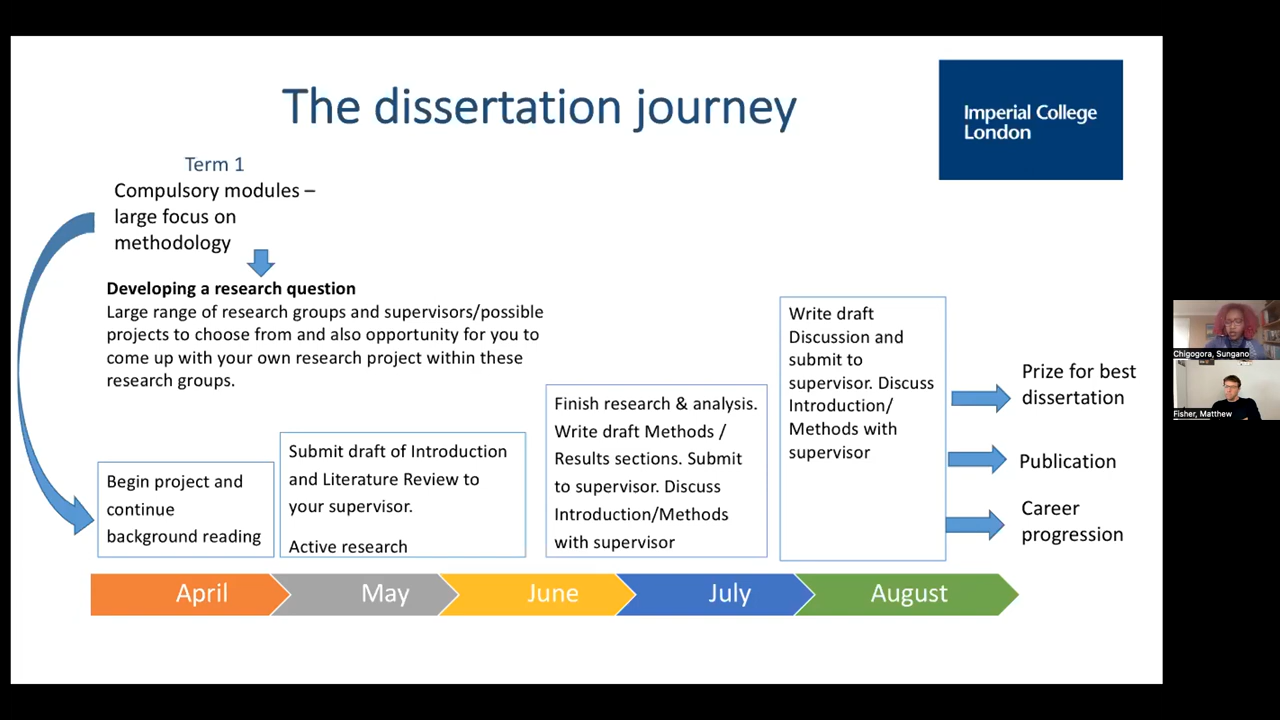 The dissertation journey
Imperial College
London
Term 1
Compulsory modules –
large focus on
methodology
Developing a research question
Large range of research groups and supervisors/possible
projects to choose from and also opportunity for you to
come up with your own research project within these
research groups.
Begin project and
continue
background reading
Submit draft of Introduction
and Literature Review to
your supervisor.
Active research
Finish research & analysis.
Write draft Methods /
Results sections. Submit
to supervisor. Discuss
Introduction/Methods
with supervisor
Write draft
Discussion and
submit to
supervisor. Discuss
Introduction/
Methods with
supervisor
Prize for best
dissertation
Publication
Career
progression
April
May
June
July
August
Chigogora, Sungano
Fisher, Matthew